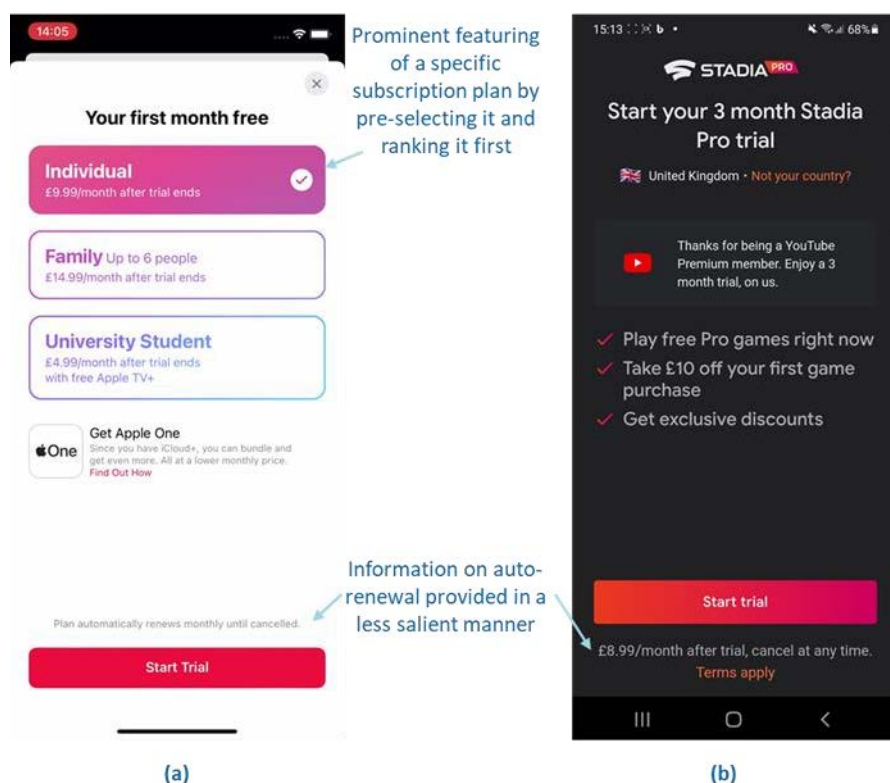 14:05
Your first month free
Individual
£9.99/month after trial ends
Family Up to 6 people
£14.99/month after trial ends
University Student
£4.99/month after trial ends
with free Apple TV+
One
Get Apple One
Since you have iCloud+, you can bundle and
get even more. All at a lower monthly price.
Find Out How
Plan automatically renews monthly until cancelled.
Start Trial
(a)
Prominent featuring
of a specific
subscription plan by
pre-selecting it and
ranking it first
Information on auto-
renewal provided in a
less salient manner
15:13
b
68%
STADIA PRO
Start your 3 month Stadia
Pro trial
United Kingdom • Not your country?
Thanks for being a YouTube
Premium member. Enjoy a 3
month trial, on us.
Play free Pro games right now
Take £10 off your first game
purchase
Get exclusive discounts
Start trial
£8.99/month after trial, cancel at any time.
Terms apply
(b)